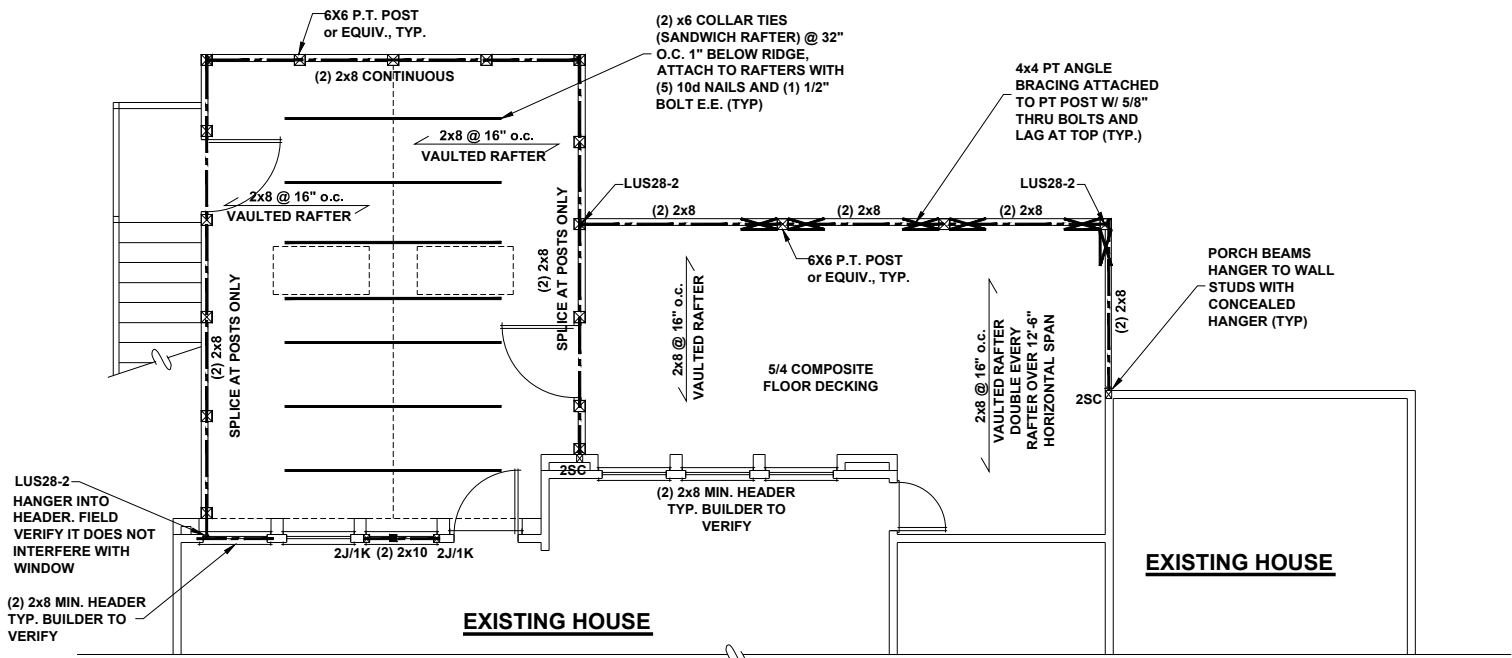 6X6 P.T. POST
or EQUIV., TYP.
(2) 2x8 CONTINUOUS
(2) x6 COLLAR TIES
(SANDWICH RAFTER) @ 32"
O.C. 1" BELOW RIDGE,
ATTACH TO RAFTERS WITH
(5) 10d NAILS AND (1) 1/2"
BOLT E.E. (TYP)
4x4 PT ANGLE
BRACING ATTACHED
TO PT POST W/ 5/8"
THRU BOLTS AND
LAG AT TOP (TYP.)
2x8 @ 16" o.c.
VAULTED RAFTER
2x8 @ 16" o.c.
VAULTED RAFTER
LUS28-2
LUS28-2
(2) 2x8
(2) 2x8
(2) 2x8
6X6 P.T. POST
or EQUIV., TYP.
PORCH BEAMS
HANGER TO WALL
STUDS WITH
CONCEALED
HANGER (TYP)
(2) 2x8
SPLICE AT POSTS ONLY
(2) 2x8
SPLICE AT POSTS ONLY
2x8 @ 16" o.c.
VAULTED RAFTER
5/4 COMPOSITE
FLOOR DECKING
2x8 @ 16" o.c.
VAULTED RAFTER
DOUBLE EVERY
RAFTER OVER 12'-6"
HORIZONTAL SPAN
(2) 2x8
2SC
2SC
LUS28-2
HANGER INTO
HEADER. FIELD
VERIFY IT DOES NOT
INTERFERE WITH
WINDOW
(2) 2x8 MIN. HEADER
TYP. BUILDER TO
VERIFY
2J/1K (2) 2x10 2J/1K
(2) 2x8 MIN. HEADER
TYP. BUILDER TO
VERIFY
EXISTING HOUSE
EXISTING HOUSE